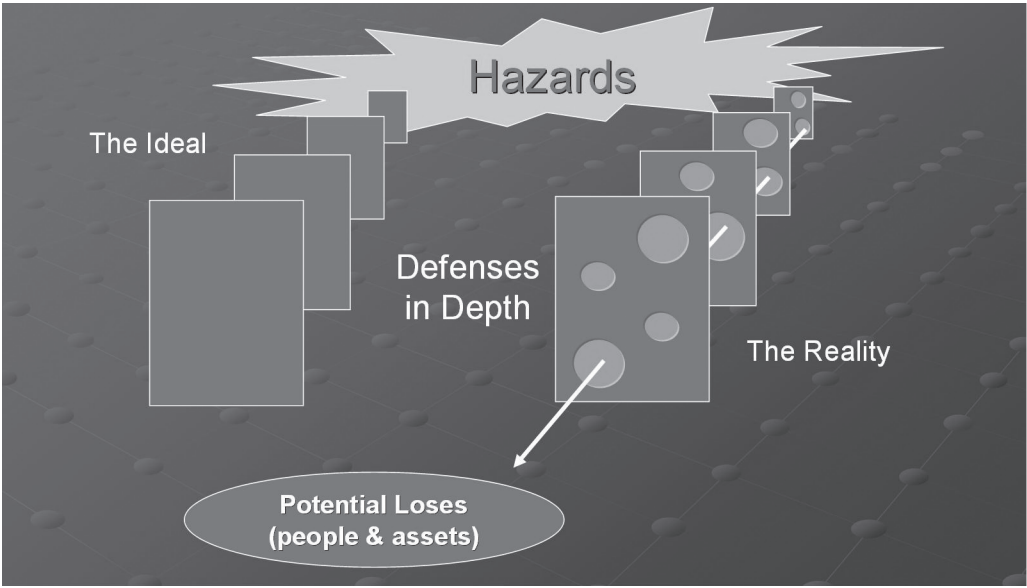 Hazards
The Ideal
Defenses
in Depth
The Reality
Potential Loses
(people & assets)